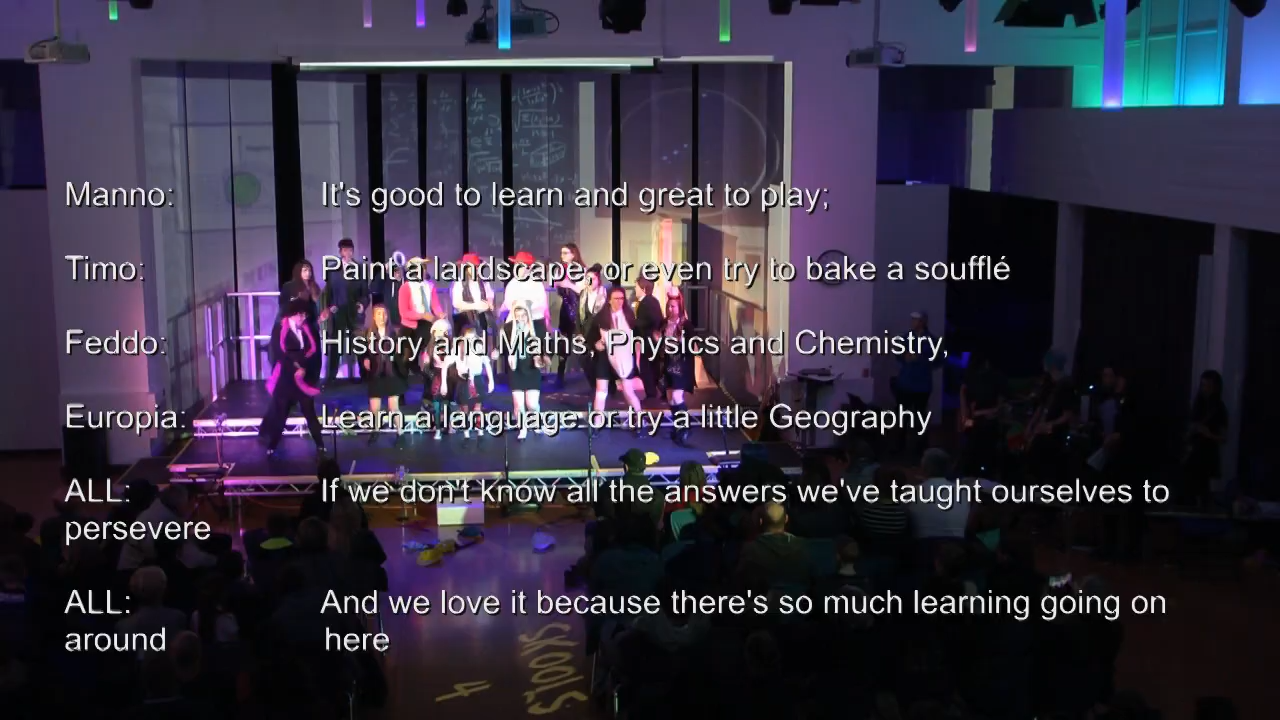 Manno: It's good to learn and great to play;
Timo: Paint a landscape, or even try to bake a soufflé
Feddo: History and Maths, Physics and Chemistry,
Europia: Learn a language or try a little Geography
ALL: If we don't know all the answers we've taught ourselves to
persevere
ALL: And we love it because there's so much learning going on
around here